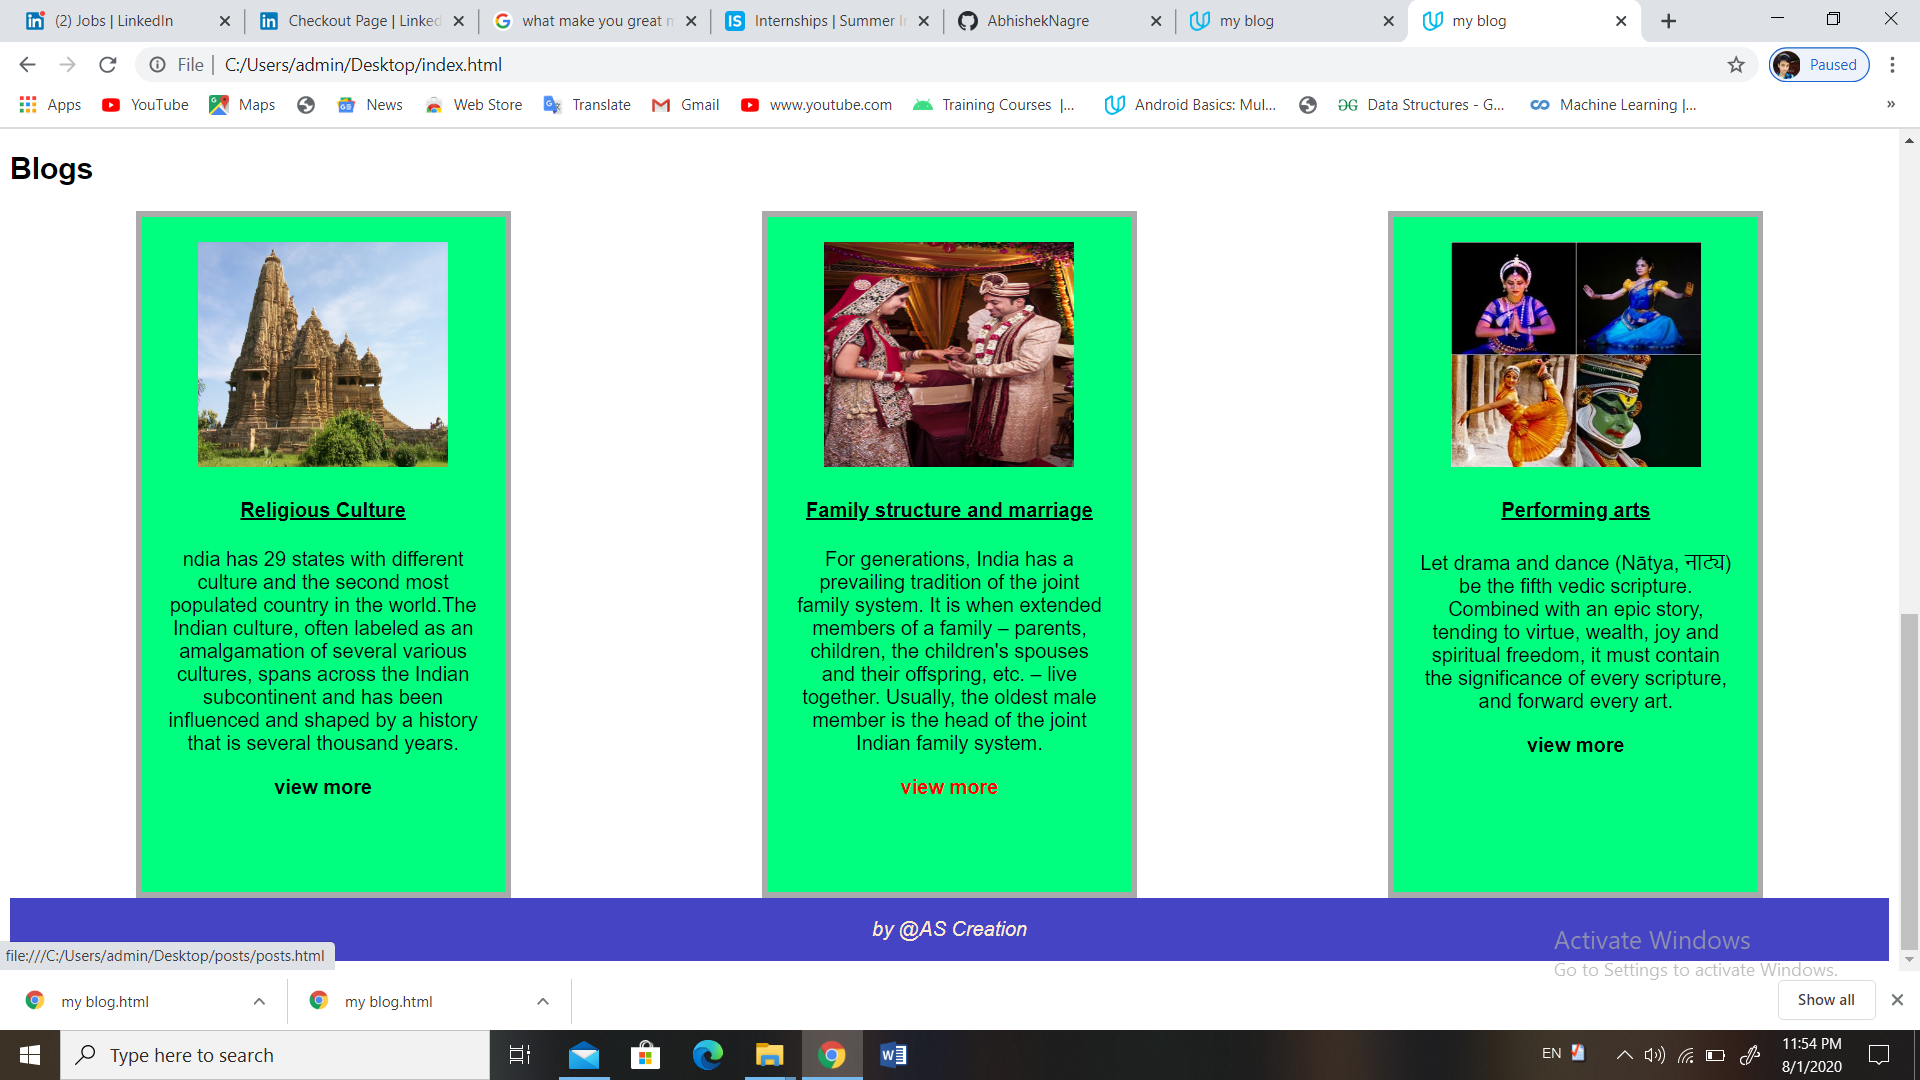 (2) Jobs | LinkedIn
Checkout Page | Linked
what make you great n
Internships | Summer I
AbhishekNagre
my blog
my blog
File | C:/Users/admin/Desktop/index.html
Paused
Apps
YouTube
Maps
News
Web Store
Translate
Gmail
www.youtube.com
Training Courses |...
Android Basics: Mul...
Data Structures - G...
Machine Learning |...
»
Blogs
Religious Culture
ndia has 29 states with different
culture and the second most
populated country in the world.The
Indian culture, often labeled as an
amalgamation of several various
cultures, spans across the Indian
subcontinent and has been
influenced and shaped by a history
that is several thousand years.
view more
Family structure and marriage
For generations, India has a
prevailing tradition of the joint
family system. It is when extended
members of a family – parents,
children, the children's spouses
and their offspring, etc. – live
together. Usually, the oldest male
member is the head of the joint
Indian family system.
view more
Performing arts
Let drama and dance (Nātya, नाट्य)
be the fifth vedic scripture.
Combined with an epic story,
tending to virtue, wealth, joy and
spiritual freedom, it must contain
the significance of every scripture,
and forward every art.
view more
by @AS Creation
Activate Windows
Go to Settings to activate Windows.
file:///C:/Users/admin/Desktop/posts/posts.html
my blog.html
my blog.html
Show all
Type here to search
EN
11:54 PM
8/1/2020